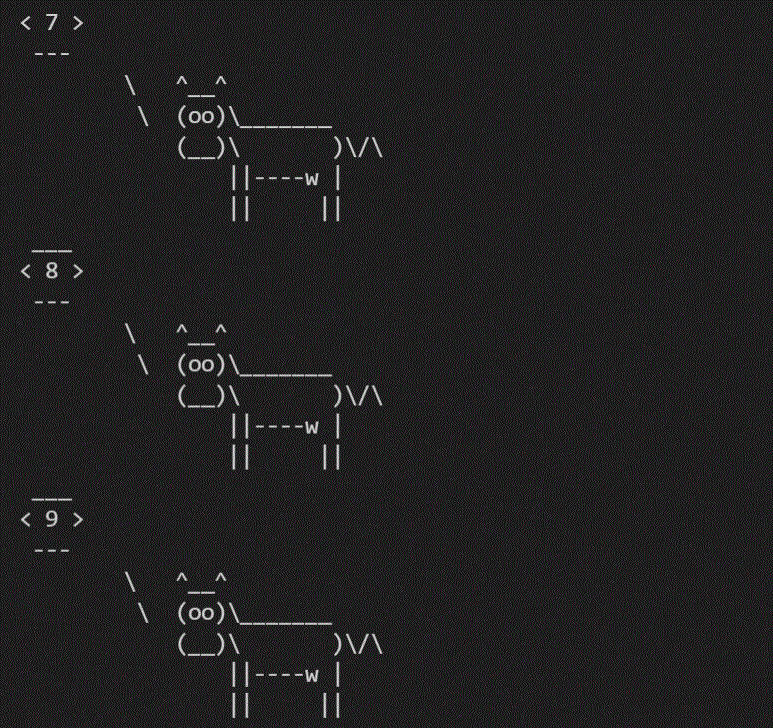 < 7 >
 ---
       \   ^__^
        \  (oo)\_______
           (__)\       )\/\
               ||----w |
               ||     ||
 ___
< 8 >
 ---
       \   ^__^
        \  (oo)\_______
           (__)\       )\/\
               ||----w |
               ||     ||
 ___
< 9 >
 ---
       \   ^__^
        \  (oo)\_______
           (__)\       )\/\
               ||----w |
               ||     ||